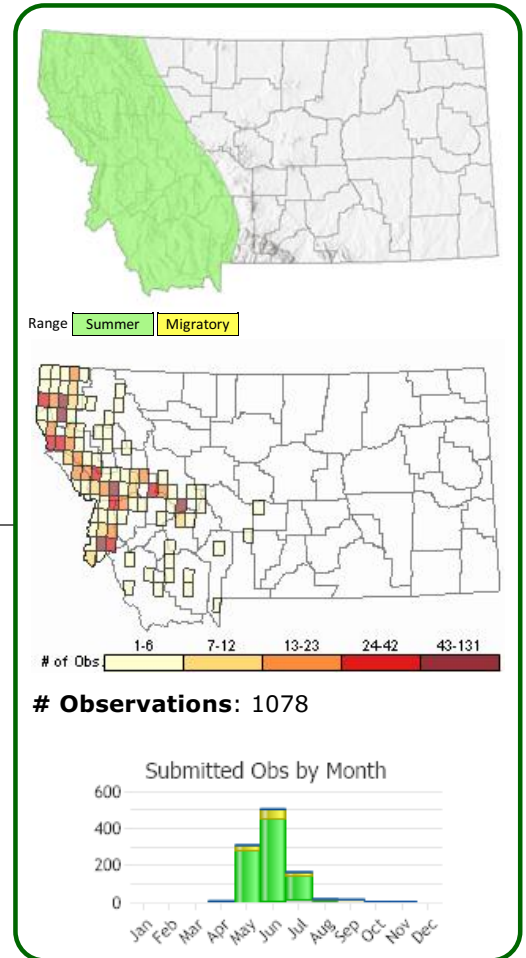 Range Summer Migratory
1-6 7-12 13-23 24-42 43-131
# of Obs.
# Observations: 1078
Submitted Obs by Month
600
400
200
0
Jan Feb Mar Apr May Jun Jul Aug Sep Oct Nov Dec